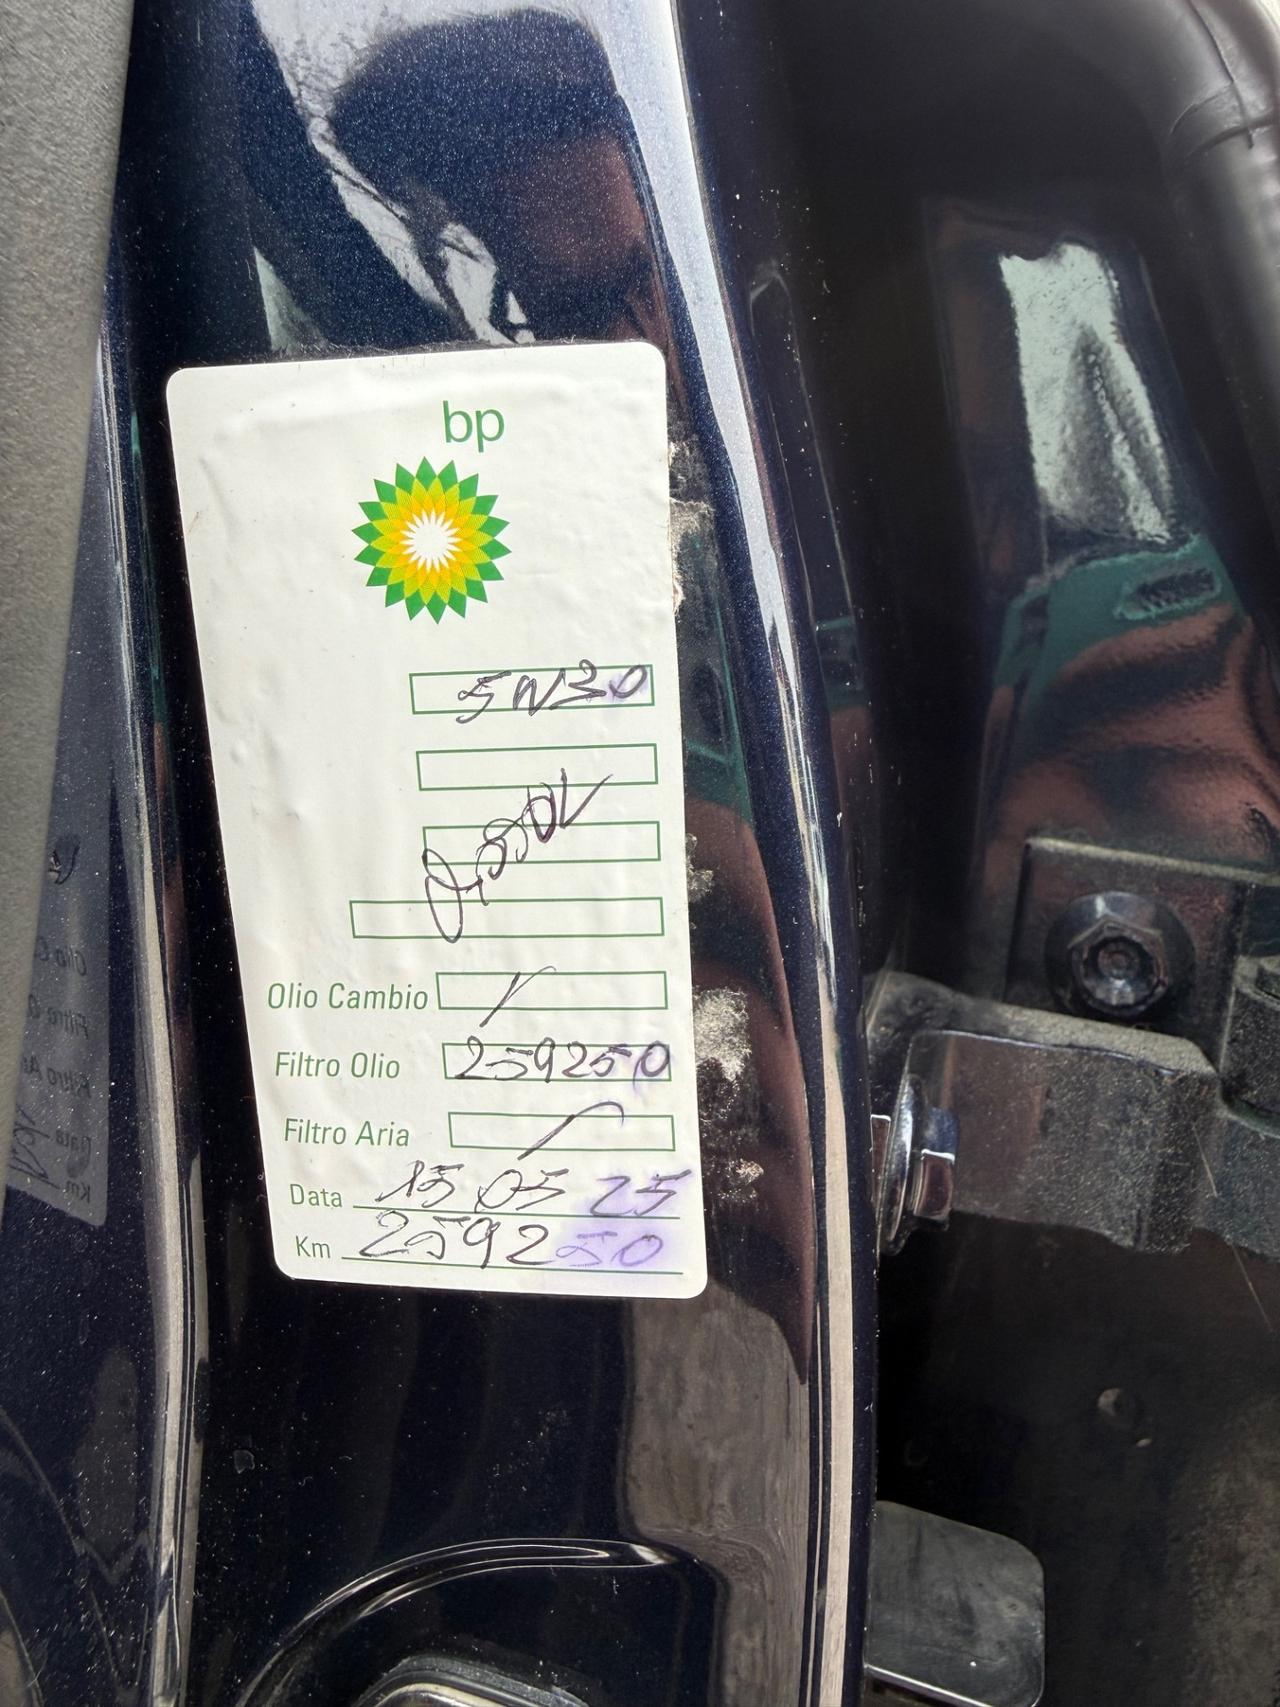 bp
5W30
Olio Cambio
Filtro Olio 259250
Filtro Aria
Data 15 05 25
Km 259250